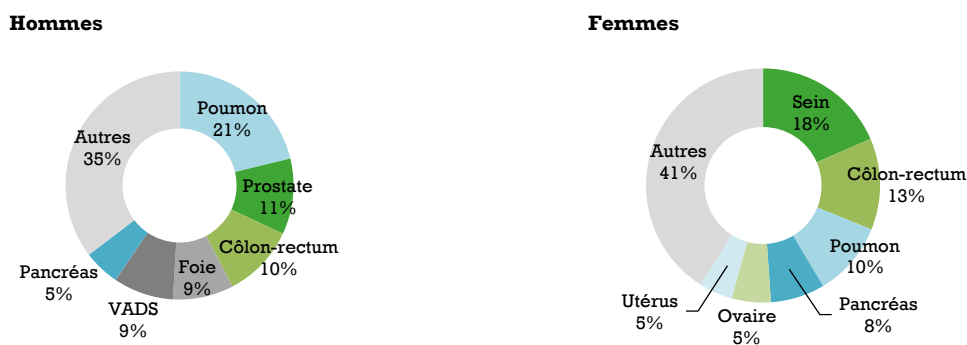 Hommes
Poumon
21%
Prostate
11%
Côlon-rectum
10%
Foie
9%
VADS
9%
Pancréas
5%
Autres
35%
Femmes
Sein
18%
Côlon-rectum
13%
Poumon
10%
Pancréas
8%
Ovaire
5%
Utérus
5%
Autres
41%